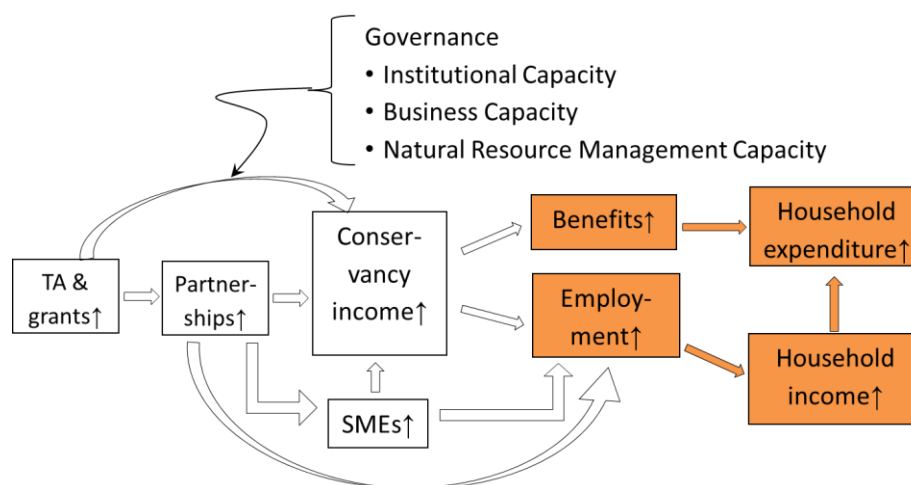 Governance
• Institutional Capacity
• Business Capacity
• Natural Resource Management Capacity
TA &
grants↑
Partner-
ships↑
Conser-
vancy
income↑
SMEs↑
Benefits↑
Employ-
ment↑
Household
expenditure↑
Household
income↑